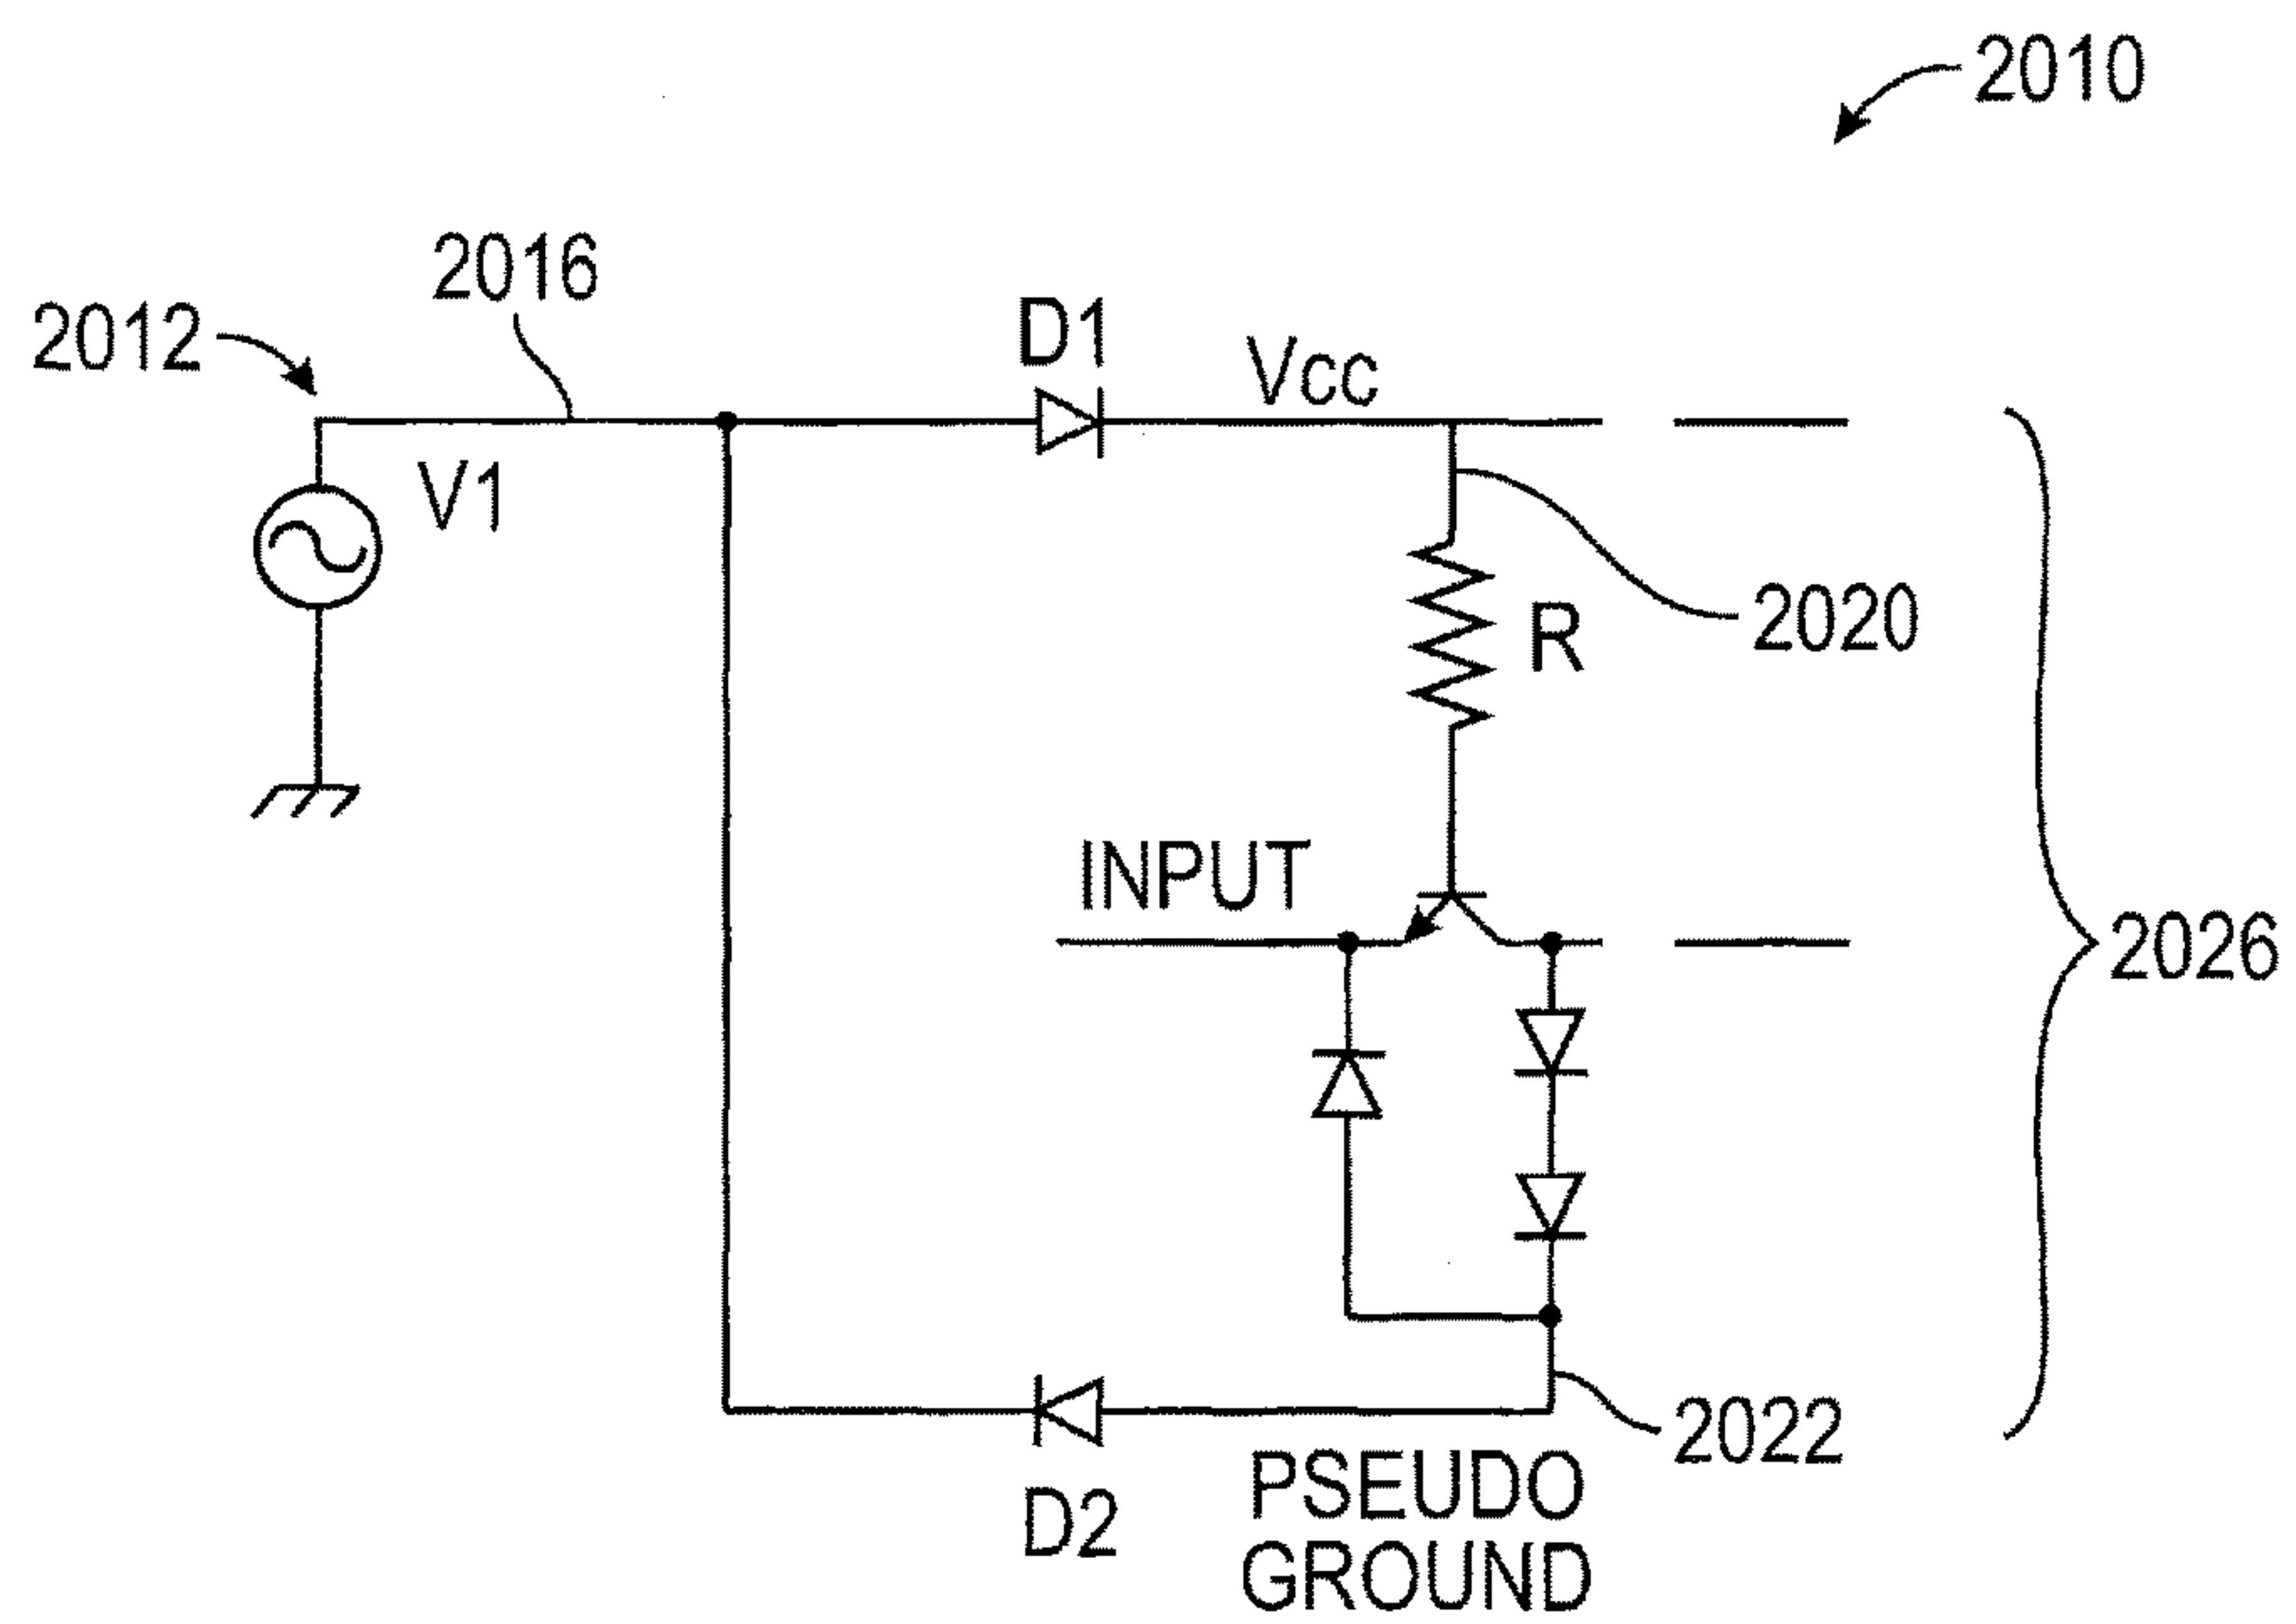 2010
2016
2012
D1
Vcc
V1
2020
R
INPUT
2026
2022
PSEUDO
GROUND
D2